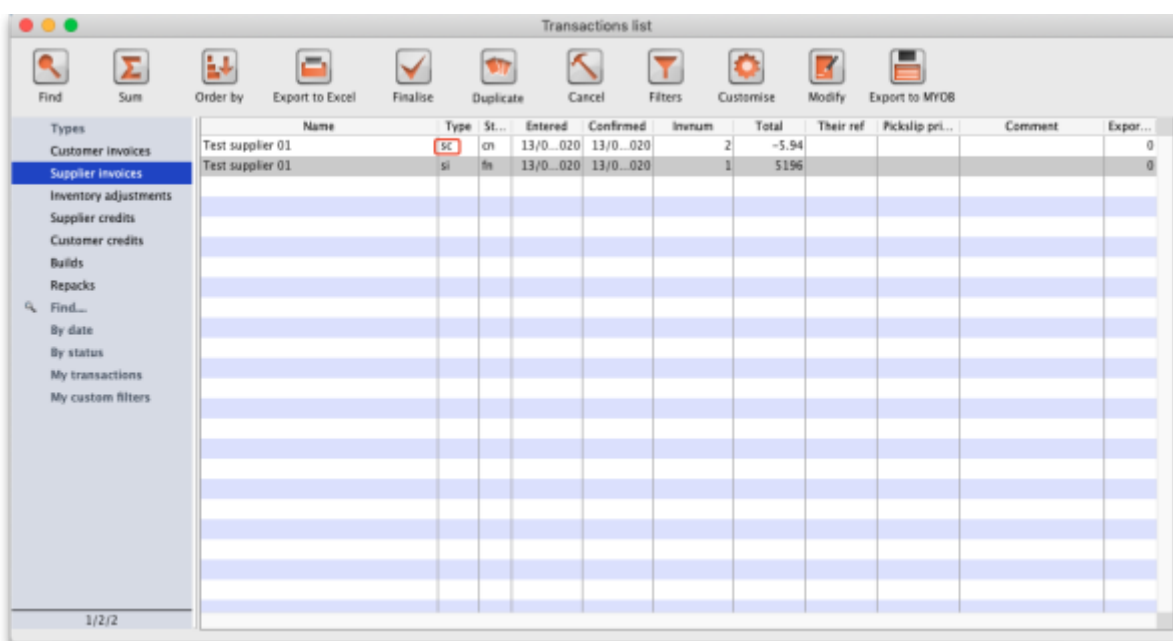 Transactions list
Find Sum Order by Export to Excel Finalise Duplicate Cancel Filters Customise Modify Export to MYOB
Types
Customer invoices
Supplier invoices
Inventory adjustments
Supplier credits
Customer credits
Builds
Repacks
Find...
By date
By status
My transactions
My custom filters
1/2/2
Name Type St... Entered Confirmed Invnum Total Their ref Pickslip pri... Comment Expor...
Test supplier 01 sc cn 13/0...020 13/0...020 2 -5.94 0
Test supplier 01 si fn 13/0...020 13/0...020 1 5196 0